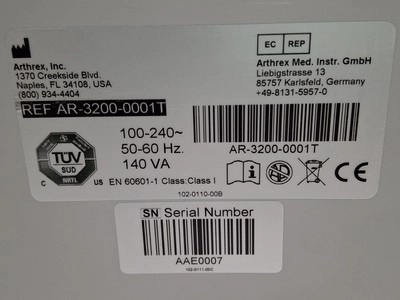 Arthrex, Inc.
1370 Creekside Blvd.
Naples, FL 34108, USA
(800) 934-4404
REF AR-3200-0001T
100-240~
50-60 Hz.
140 VA
TÜV
SÜD
NRTL
C US EN 60601-1 Class:Class I
EC REP
Arthrex Med. Instr. GmbH
Liebigstrasse 13
85757 Karlsfeld, Germany
+49-8131-5957-0
AR-3200-0001T
102-0110-00B
SN Serial Number
AAE0007